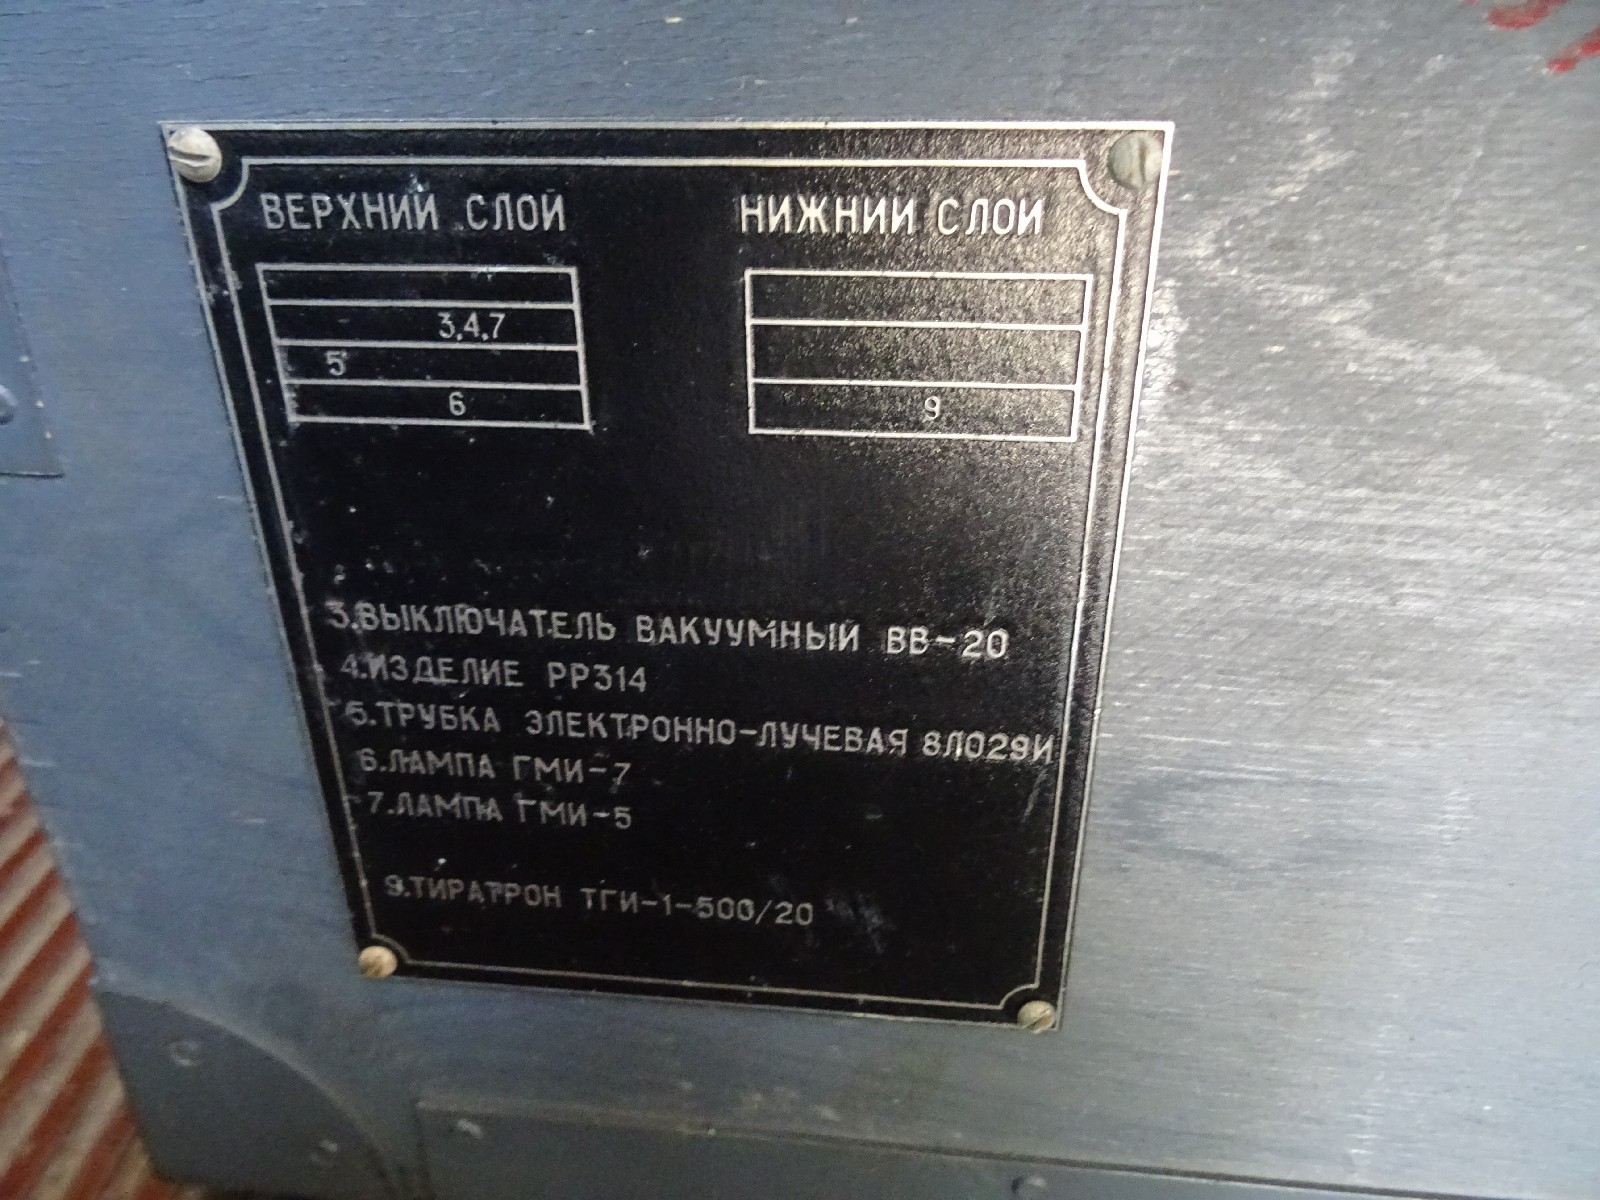 ВЕРХНИЙ СЛОЙ
3,4,7
5
6
НИЖНИЙ СЛОЙ
9
3.ВЫКЛЮЧАТЕЛЬ ВАКУУМНЫЙ ВВ-20
4.ИЗДЕЛИЕ РР314
5.ТРУБКА ЭЛЕКТРОННО-ЛУЧЕВАЯ 8ЛО29И
6.ЛАМПА ГМИ-7
7.ЛАМПА ГМИ-5
9.ТИРАТРОН ТГИ-1-500/20